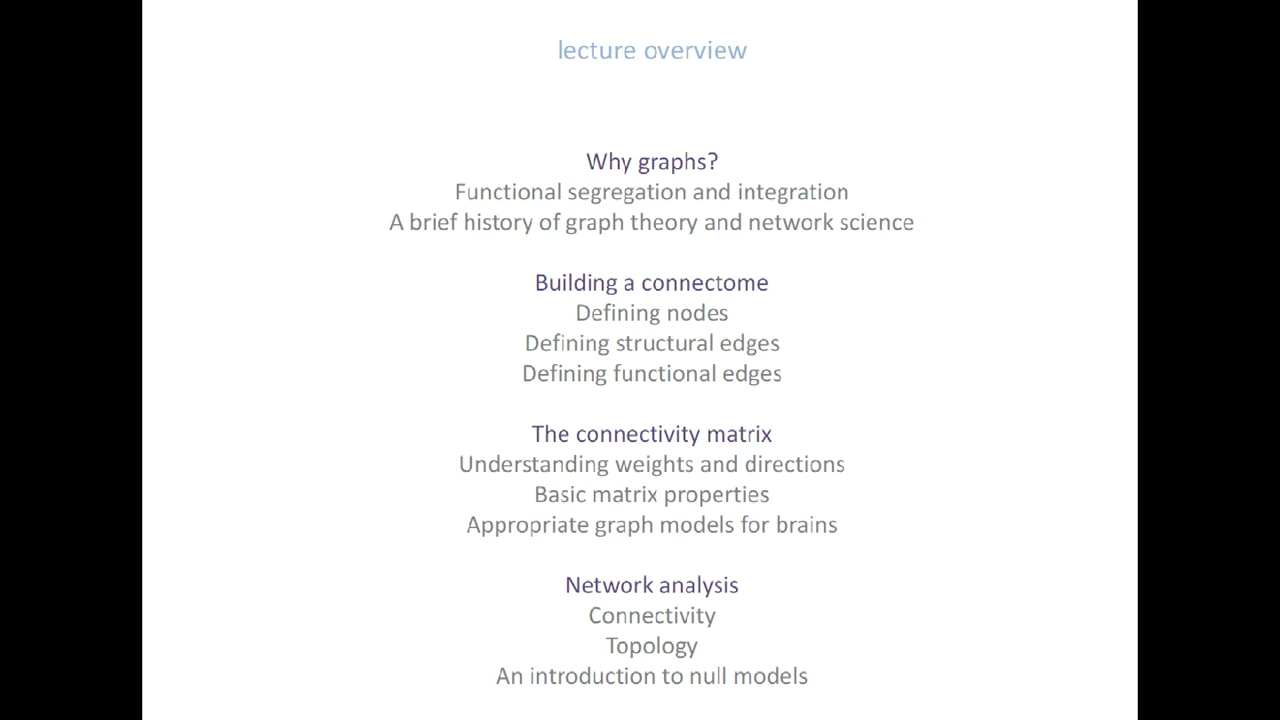 lecture overview
Why graphs?
Functional segregation and integration
A brief history of graph theory and network science
Building a connectome
Defining nodes
Defining structural edges
Defining functional edges
The connectivity matrix
Understanding weights and directions
Basic matrix properties
Appropriate graph models for brains
Network analysis
Connectivity
Topology
An introduction to null models